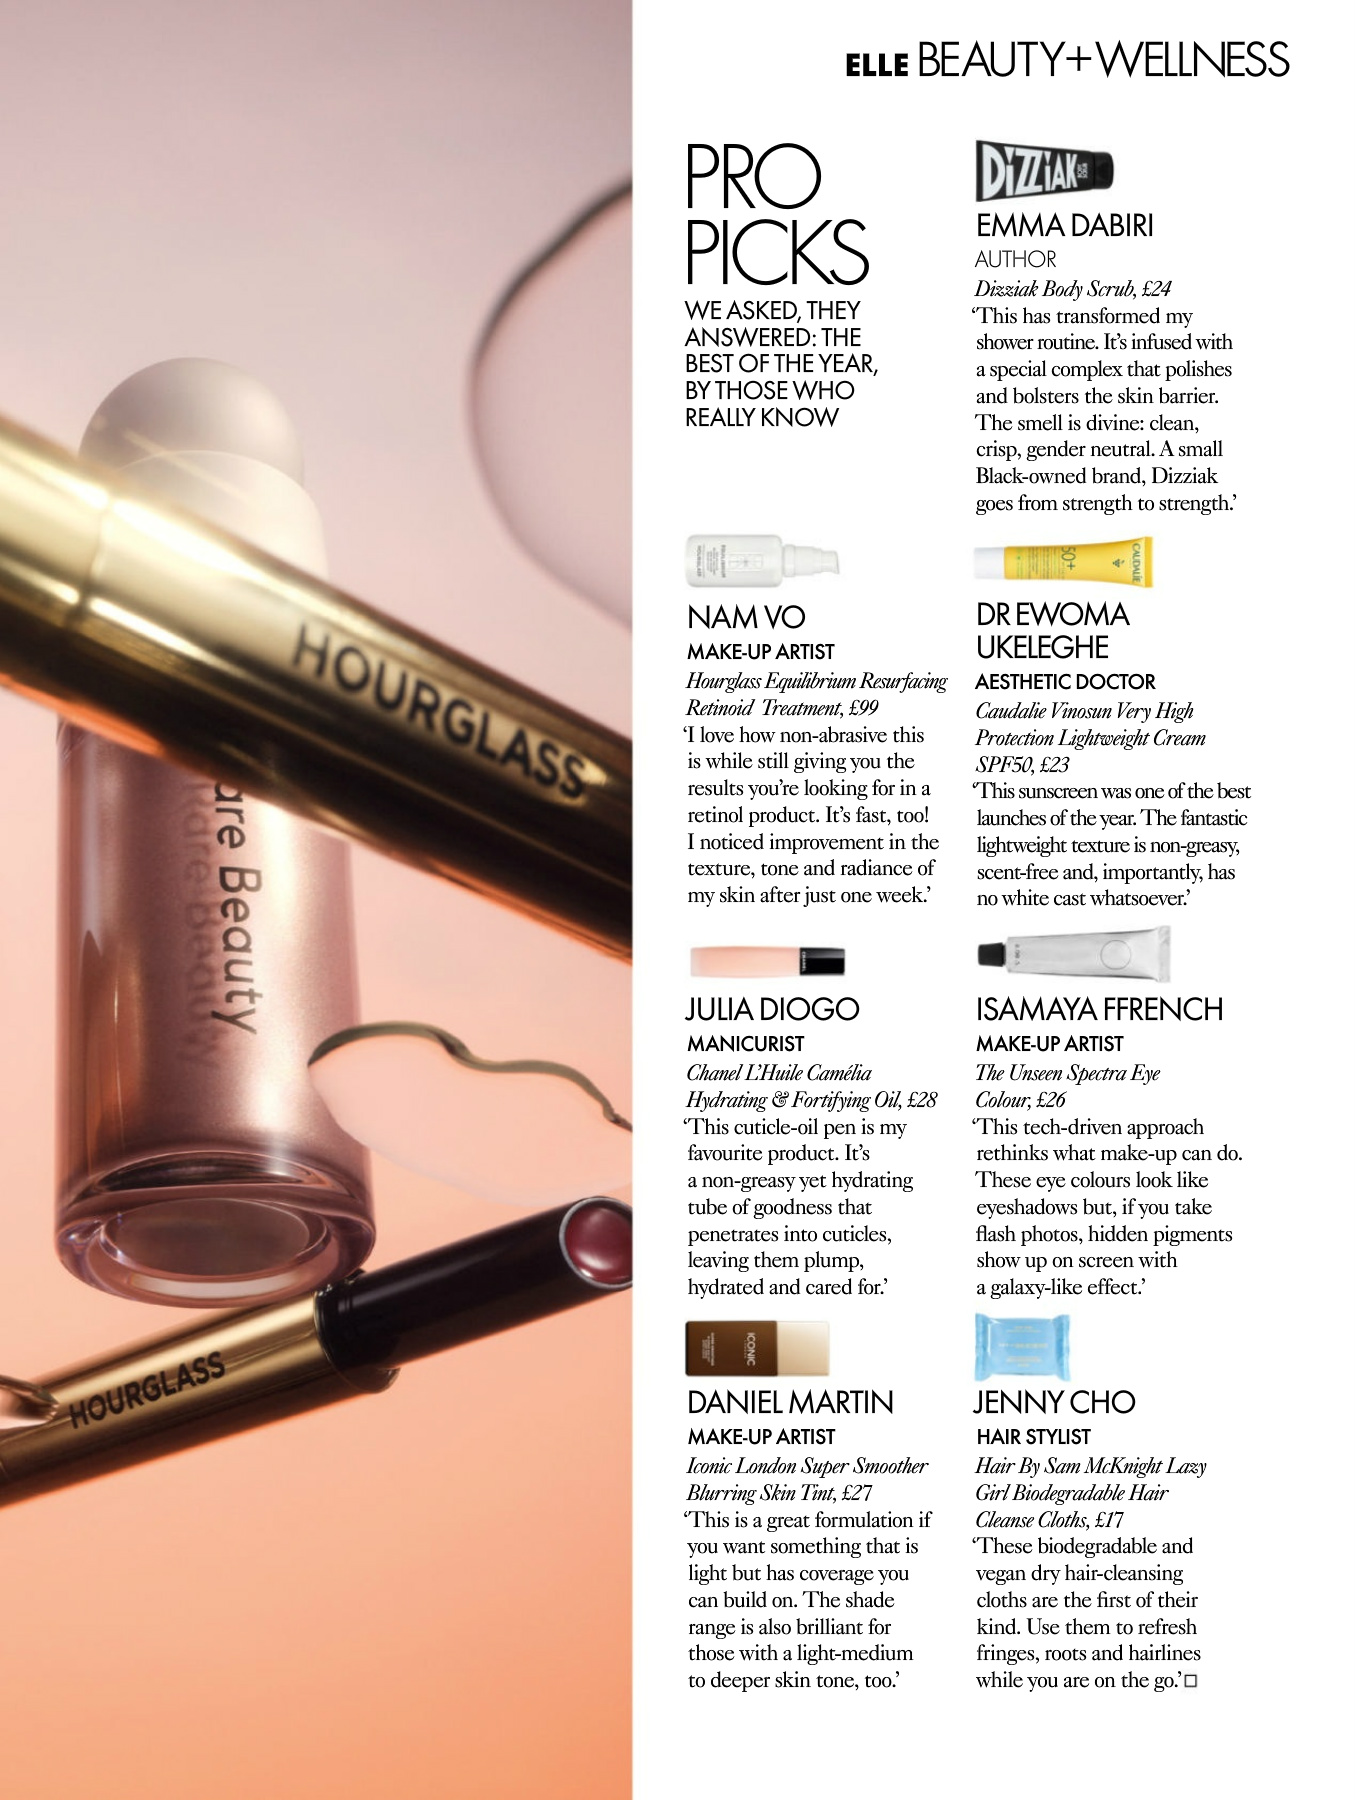 ELLE BEAUTY+WELLNESS
HOURGLASS
are Beauty
HOURGLASS
PRO
PICKS
WE ASKED, THEY
ANSWERED: THE
BEST OF THE YEAR,
BY THOSE WHO
REALLY KNOW
DiZZiAK
EMMA DABIRI
AUTHOR
Dizziak Body Scrub, £24
‘This has transformed my
shower routine. It’s infused with
a special complex that polishes
and bolsters the skin barrier.
The smell is divine: clean,
crisp, gender neutral. A small
Black-owned brand, Dizziak
goes from strength to strength.’
NAM VO
MAKE-UP ARTIST
Hourglass Equilibrium Resurfacing
Retinoid Treatment, £99
‘I love how non-abrasive this
is while still giving you the
results you’re looking for in a
retinol product. It’s fast, too!
I noticed improvement in the
texture, tone and radiance of
my skin after just one week.’
CAUDALIE
50+
DR EWOMA
UKELEGHE
AESTHETIC DOCTOR
Caudalie Vinosun Very High
Protection Lightweight Cream
SPF50, £23
‘This sunscreen was one of the best
launches of the year. The fantastic
lightweight texture is non-greasy,
scent-free and, importantly, has
no white cast whatsoever.’
CHANEL
JULIA DIOGO
MANICURIST
Chanel L’Huile Camélia
Hydrating & Fortifying Oil, £28
‘This cuticle-oil pen is my
favourite product. It’s
a non-greasy yet hydrating
tube of goodness that
penetrates into cuticles,
leaving them plump,
hydrated and cared for.’
ISAMAYA FFRENCH
MAKE-UP ARTIST
The Unseen Spectra Eye
Colour, £26
‘This tech-driven approach
rethinks what make-up can do.
These eye colours look like
eyeshadows but, if you take
flash photos, hidden pigments
show up on screen with
a galaxy-like effect.’
ICONIC
DANIEL MARTIN
MAKE-UP ARTIST
Iconic London Super Smoother
Blurring Skin Tint, £27
‘This is a great formulation if
you want something that is
light but has coverage you
can build on. The shade
range is also brilliant for
those with a light-medium
to deeper skin tone, too.’
JENNY CHO
HAIR STYLIST
Hair By Sam McKnight Lazy
Girl Biodegradable Hair
Cleanse Cloths, £17
‘These biodegradable and
vegan dry hair-cleansing
cloths are the first of their
kind. Use them to refresh
fringes, roots and hairlines
while you are on the go.’